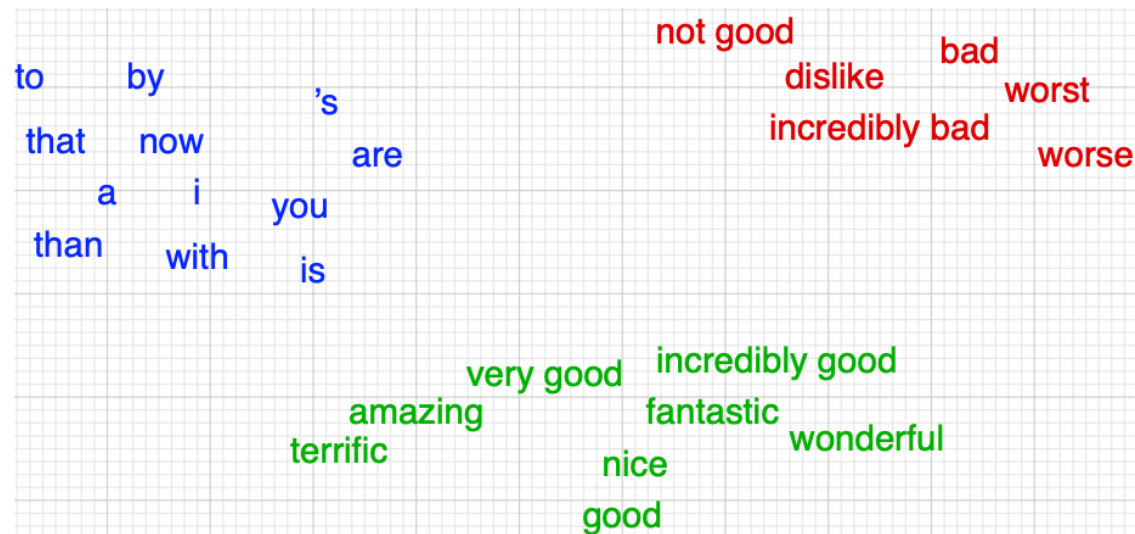 not good
bad
to by
dislike
worst
’s
incredibly bad
that now
are
worse
a i
you
than
with
is
incredibly good
very good
amazing
fantastic
wonderful
terrific
nice
good